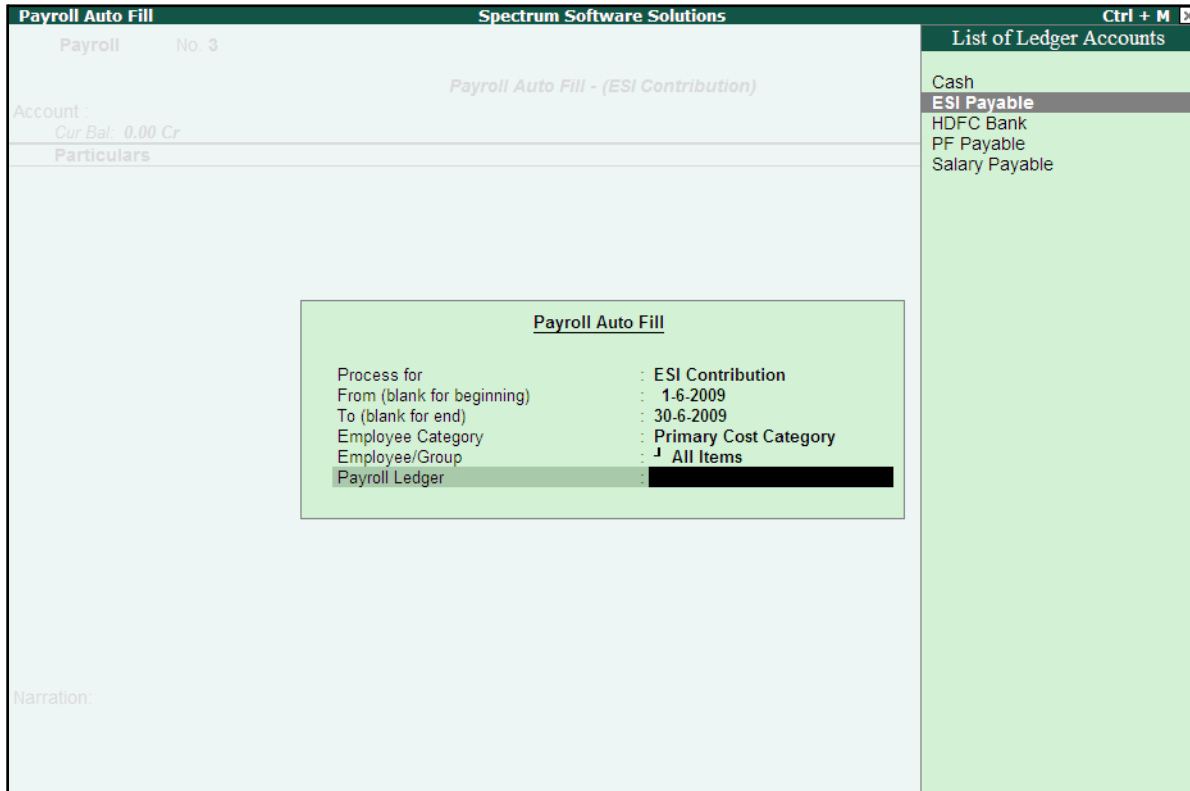 Payroll Auto Fill Spectrum Software Solutions Ctrl + M
Payroll No. 3
Payroll Auto Fill - (ESI Contribution)
Account :
Cur Bal: 0.00 Cr
Particulars
List of Ledger Accounts
Cash
ESI Payable
HDFC Bank
PF Payable
Salary Payable
Payroll Auto Fill
Process for : ESI Contribution
From (blank for beginning) : 1-6-2009
To (blank for end) : 30-6-2009
Employee Category : Primary Cost Category
Employee/Group : ┘ All Items
Payroll Ledger :
Narration: